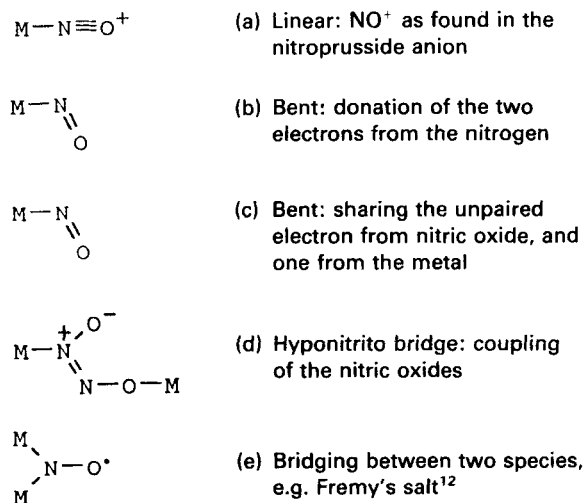 M—N≡O⁺
(a) Linear: NO⁺ as found in the
nitroprusside anion
M—N
O
(b) Bent: donation of the two
electrons from the nitrogen
M—N
O
(c) Bent: sharing the unpaired
electron from nitric oxide, and
one from the metal
O⁻
M—N⁺
N—O—M
(d) Hyponitrito bridge: coupling
of the nitric oxides
M
N—O•
M
(e) Bridging between two species,
e.g. Fremy's salt¹²